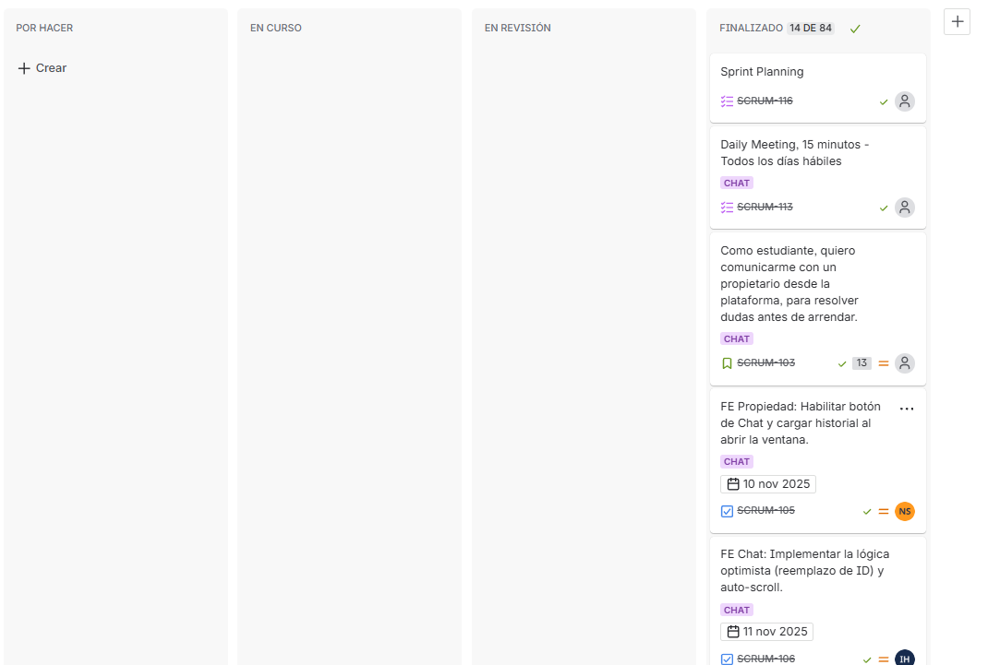 POR HACER
EN CURSO
EN REVISIÓN
FINALIZADO 14 DE 84
Crear
Sprint Planning
SCRUM-116
Daily Meeting, 15 minutos -
Todos los días hábiles
CHAT
SCRUM-113
Como estudiante, quiero
comunicarme con un
propietario desde la
plataforma, para resolver
dudas antes de arrendar.
CHAT
SCRUM-103 13
FE Propiedad: Habilitar botón
de Chat y cargar historial al
abrir la ventana.
CHAT
10 nov 2025
SCRUM-105 NS
FE Chat: Implementar la lógica
optimista (reemplazo de ID) y
auto-scroll.
CHAT
11 nov 2025
SCRUM-106 IH